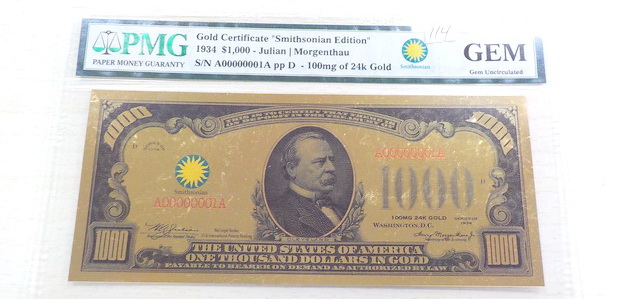 PMG
PAPER MONEY GUARANTY
Gold Certificate "Smithsonian Edition"
1934 $1,000 - Julian | Morgenthau
S/N A00000001A pp D - 100mg of 24k Gold
114
Smithsonian
GEM
Gem Uncirculated
1000
1000
D
Smithsonian
A00000001A
A00000001A
1000
D
100MG 24K GOLD
WASHINGTON, D.C.
THE UNITED STATES OF AMERICA
1000
ONE THOUSAND DOLLARS IN GOLD
1000
PAYABLE TO BEARER ON DEMAND AS AUTHORIZED BY LAW